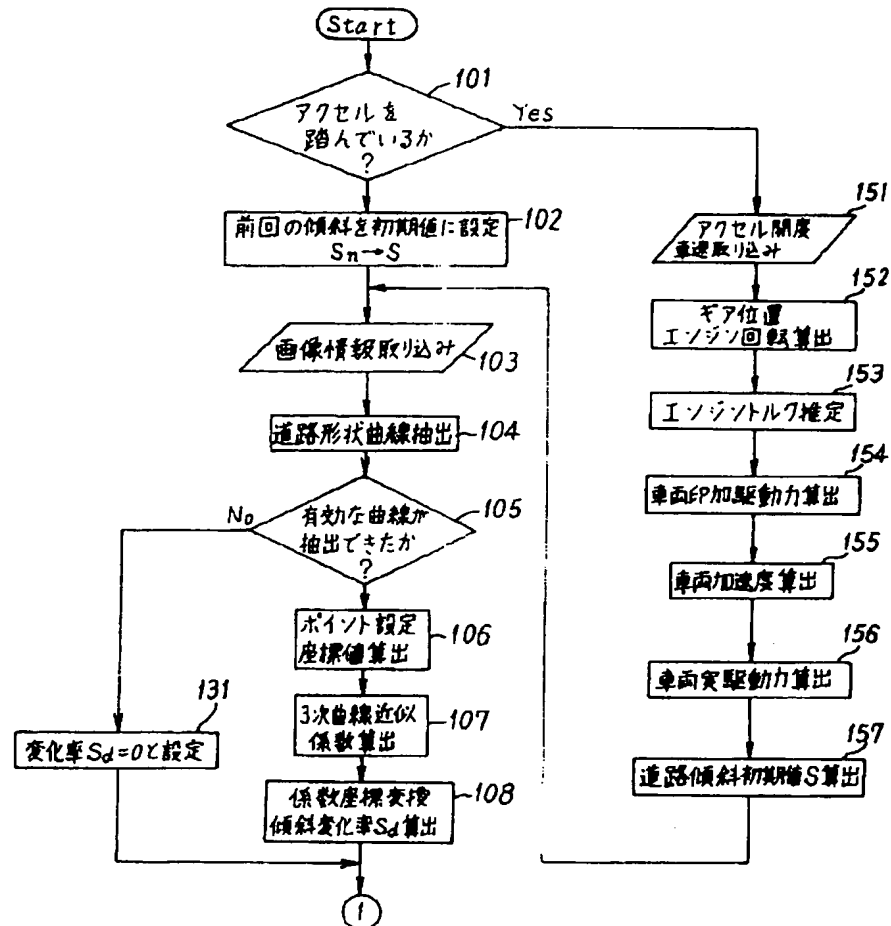 Start
101
アクセルを
踏んでいるか
?
Yes
前回の傾斜を初期値に設定
Sn→S
102
画像情報取り込み
103
道路形状曲線抽出
104
有効な曲線が
抽出できたか
?
105
No
ポイント設定
座標値算出
106
131
変化率Sd=0と設定
3次曲線近似
係数算出
107
係数座標変換
傾斜変化率Sd算出
108
1
151
アクセル開度
車速取り込み
152
ギア位置
エンジン回転算出
153
エンジントルク推定
154
車両印加駆動力算出
155
車両加速度算出
156
車両実駆動力算出
157
道路傾斜初期値S算出